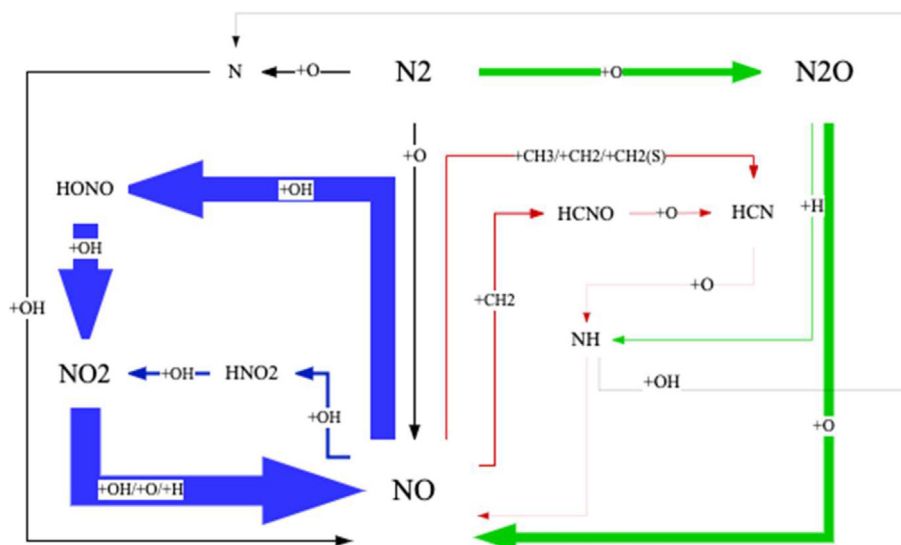 N +O N2 +O N2O
+O
+CH3/+CH2/+CH2(S)
HONO +OH
HCNO +O HCN +H
+OH
+O
+CH2
+OH
NH
NO2 +OH HNO2
+OH
+OH
+O
+OH/+O/+H
NO